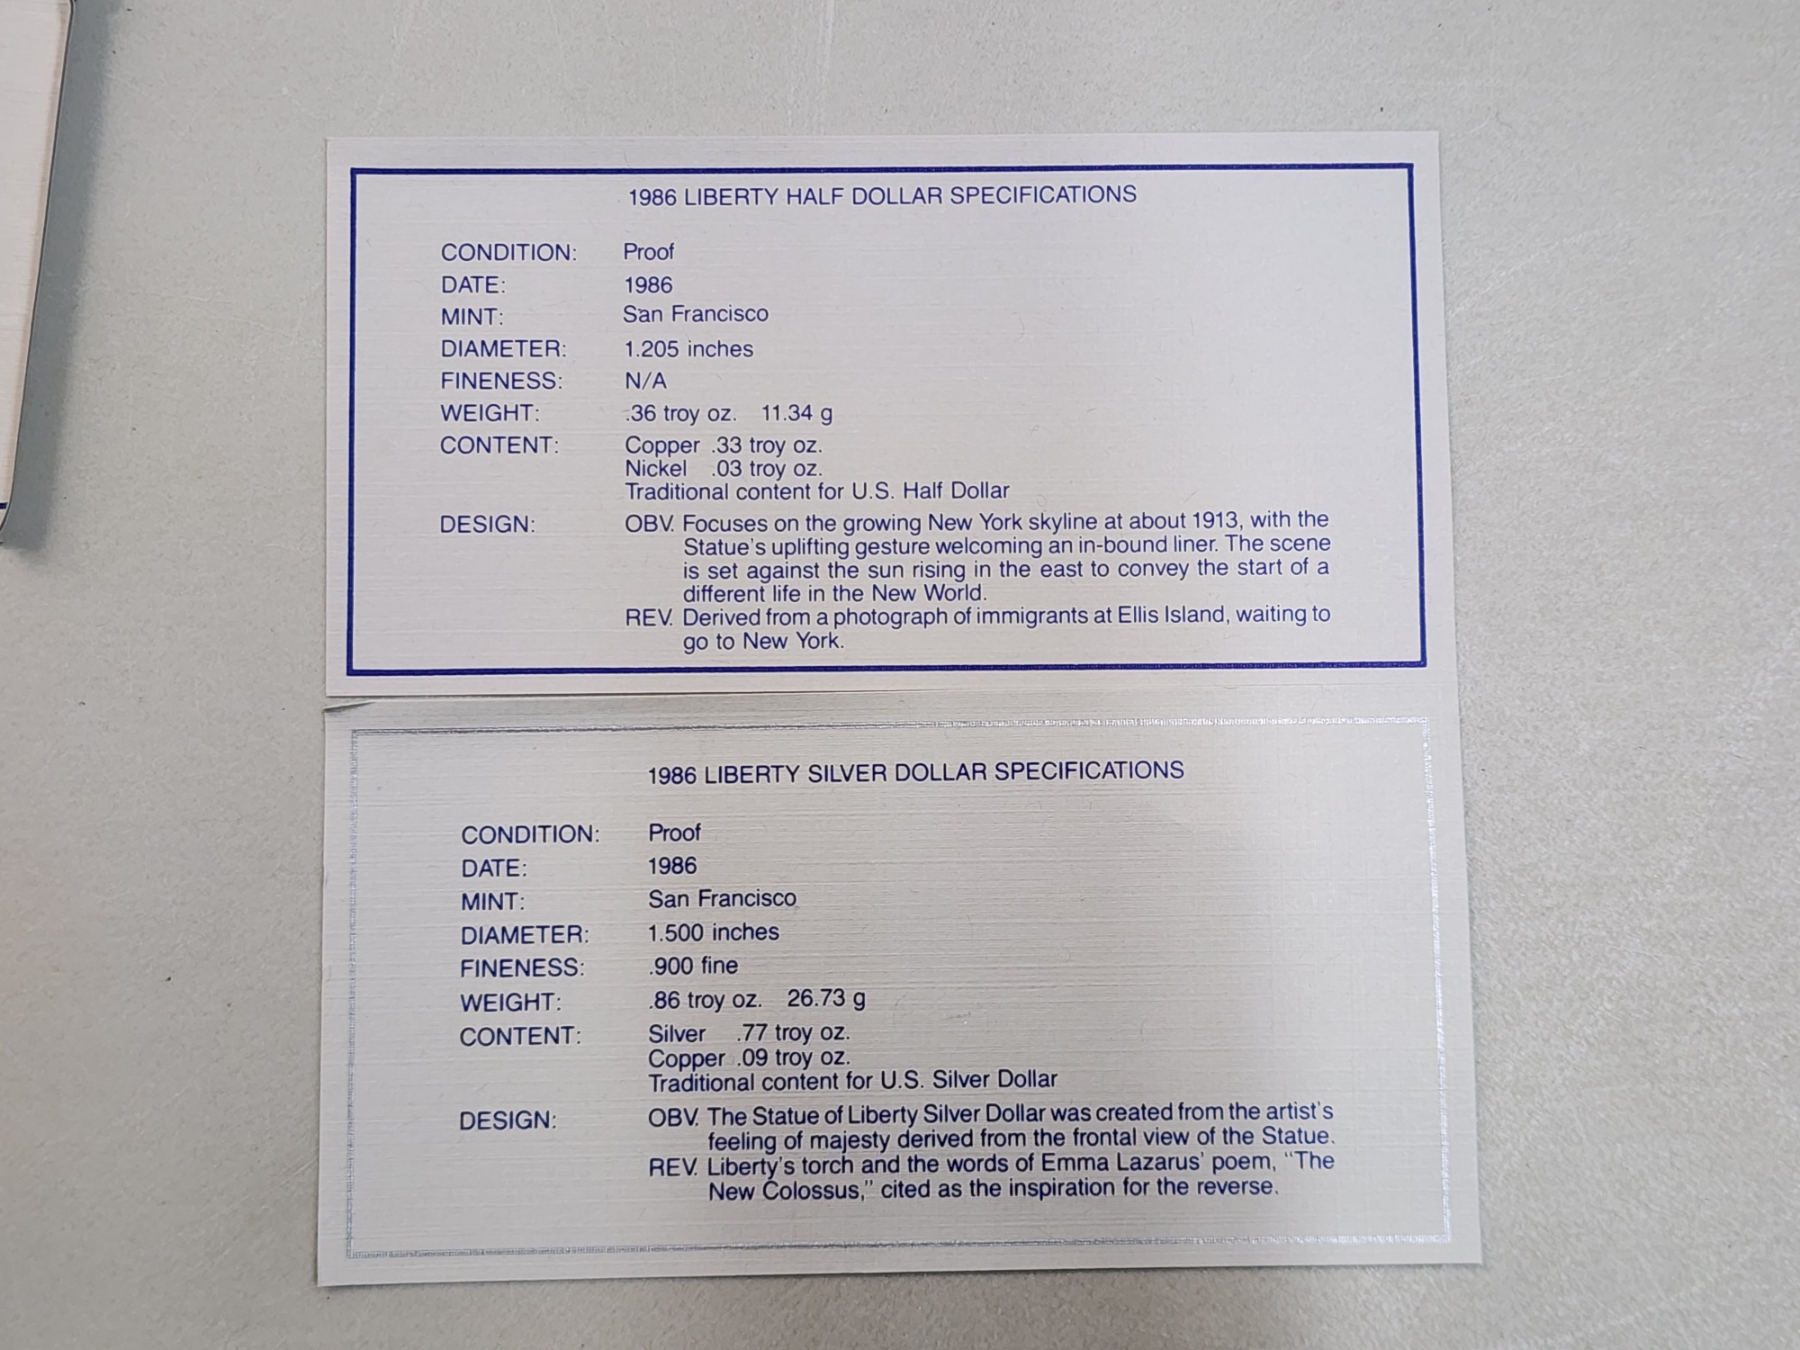 1986 LIBERTY HALF DOLLAR SPECIFICATIONS
CONDITION: Proof
DATE: 1986
MINT: San Francisco
DIAMETER: 1.205 inches
FINENESS: N/A
WEIGHT: .36 troy oz. 11.34 g
CONTENT: Copper .33 troy oz.
Nickel .03 troy oz.
Traditional content for U.S. Half Dollar
DESIGN: OBV. Focuses on the growing New York skyline at about 1913, with the
Statue's uplifting gesture welcoming an in-bound liner. The scene
is set against the sun rising in the east to convey the start of a
different life in the New World.
REV. Derived from a photograph of immigrants at Ellis Island, waiting to
go to New York.
1986 LIBERTY SILVER DOLLAR SPECIFICATIONS
CONDITION: Proof
DATE: 1986
MINT: San Francisco
DIAMETER: 1.500 inches
FINENESS: .900 fine
WEIGHT: .86 troy oz. 26.73 g
CONTENT: Silver .77 troy oz.
Copper .09 troy oz.
Traditional content for U.S. Silver Dollar
DESIGN: OBV. The Statue of Liberty Silver Dollar was created from the artist's
feeling of majesty derived from the frontal view of the Statue.
REV. Liberty's torch and the words of Emma Lazarus' poem, "The
New Colossus," cited as the inspiration for the reverse.